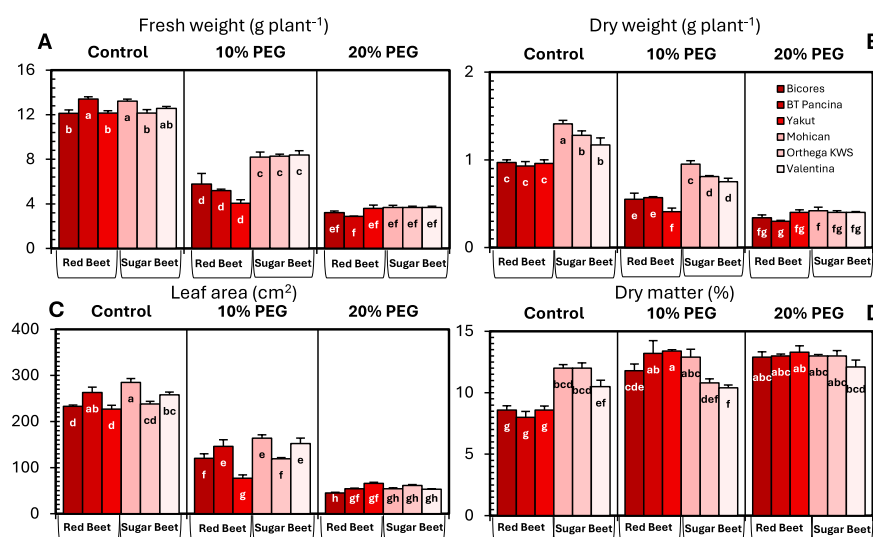 Fresh weight (g plant-1)
A
Control 10% PEG 20% PEG
16
12
8
4
0
b a b a b ab
d d d c c c
ef f ef ef ef ef
Red Beet Sugar Beet Red Beet Sugar Beet Red Beet Sugar Beet
Dry weight (g plant-1)
Control 10% PEG 20% PEG
2
1
0
c c c a b b
e e f c d d
fg g fg f fg fg
Bicores
BT Pancina
Yakut
Mohican
Orthega KWS
Valentina
Red Beet Sugar Beet Red Beet Sugar Beet Red Beet Sugar Beet
Leaf area (cm2)
C
Control 10% PEG 20% PEG
400
300
200
100
0
d ab d a cd bc
f e g e f e
h gf gf gh gh gh
Red Beet Sugar Beet Red Beet Sugar Beet Red Beet Sugar Beet
Dry matter (%)
Control 10% PEG 20% PEG
15
10
5
0
g g g bcd bcd ef
cde ab a abc def f
abc abc ab abc abc bcd
Red Beet Sugar Beet Red Beet Sugar Beet Red Beet Sugar Beet